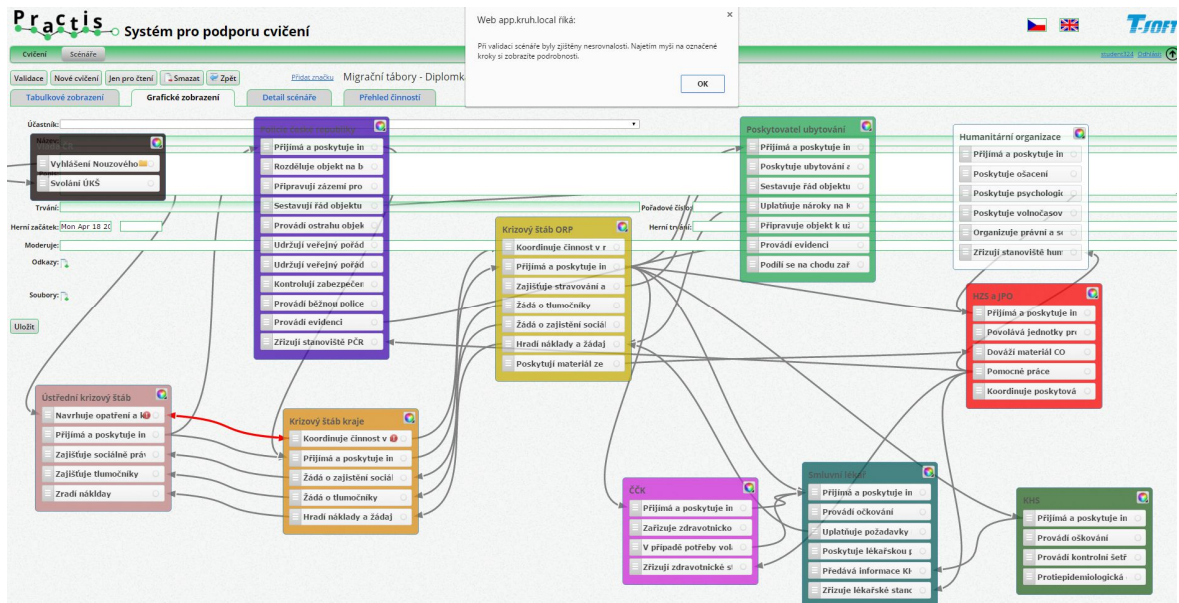 Practis Systém pro podporu cvičení
T-SOFT
Web app.kruh.local říká:
Při validaci scénáře byly zjištěny nesrovnalosti. Najetím myši na označené
kroky si zobrazíte podrobnosti.
OK
Cvičení Scénáře
student324 Odhlásit
Validace Nové cvičení Jen pro čtení Smazat Zpět Přidat značku Migrační tábory - Diplomk
Tabulkové zobrazení Grafické zobrazení Detail scénáře Přehled činností
Účastník:
Trvání:
Pořadové číslo:
Herní začátek: Mon Apr 18 20
Herní trvání:
Moderuje:
Odkazy:
Soubory:
Uložit
Vyhlášení Nouzového
Svolání ÚKŠ
Přijímá a poskytuje in
Rozděluje objekt na b
Připravují zázemí pro
Sestavují řád objektu
Provádí ostrahu objek
Udržují veřejný pořád
Udržují veřejný pořád
Kontrolují zabezpečen
Provádí běžnou police
Provádí evidenci
Zřizují stanoviště PČR
Krizový štáb ORP
Koordinuje činnost v r
Přijímá a poskytuje in
Zajišťuje stravování a
Žádá o tlumočníky
Žádá o zajistění sociál
Hradí náklady a žádaj
Poskytují materiál ze
Poskytovatel ubytování
Přijímá a poskytuje in
Poskytuje ubytování a
Sestavuje řád objektu
Uplatňuje nároky na k
Připravuje objekt k už
Provádí evidenci
Podílí se na chodu zař
Humanitární organizace
Přijímá a poskytuje in
Poskytuje ošacení
Poskytuje psychologic
Poskytuje volnočasov
Organizuje právní a so
Zřizují stanoviště hum
HZS a JPO
Přijímá a poskytuje in
Povolává jednotky pro
Dováží materiál CO
Pomocné práce
Koordinuje poskytová
Ústřední krizový štáb
Navrhuje opatření a k
Přijímá a poskytuje in
Zajišťuje sociálně práv
Zajišťuje tlumočníky
Zradí náklday
Krizový štáb kraje
Koordinuje činnost v
Přijímá a poskytuje in
Žádá o zajistění sociál
Žádá o tlumočníky
Hradí náklady a žádaj
ČČK
Přijímá a poskytuje in
Zařizuje zdravotnicko
V případě potřeby vola
Zřizují zdravotnické st
Smluvní lékař
Přijímá a poskytuje in
Provádí očkování
Uplatňuje požadavky
Poskytuje lékařskou p
Předává informace KH
Zřizuje lékařské stano
KHS
Přijímá a poskytuje in
Provádí oškování
Provádí kontrolní šetř
Protiepidemiologická